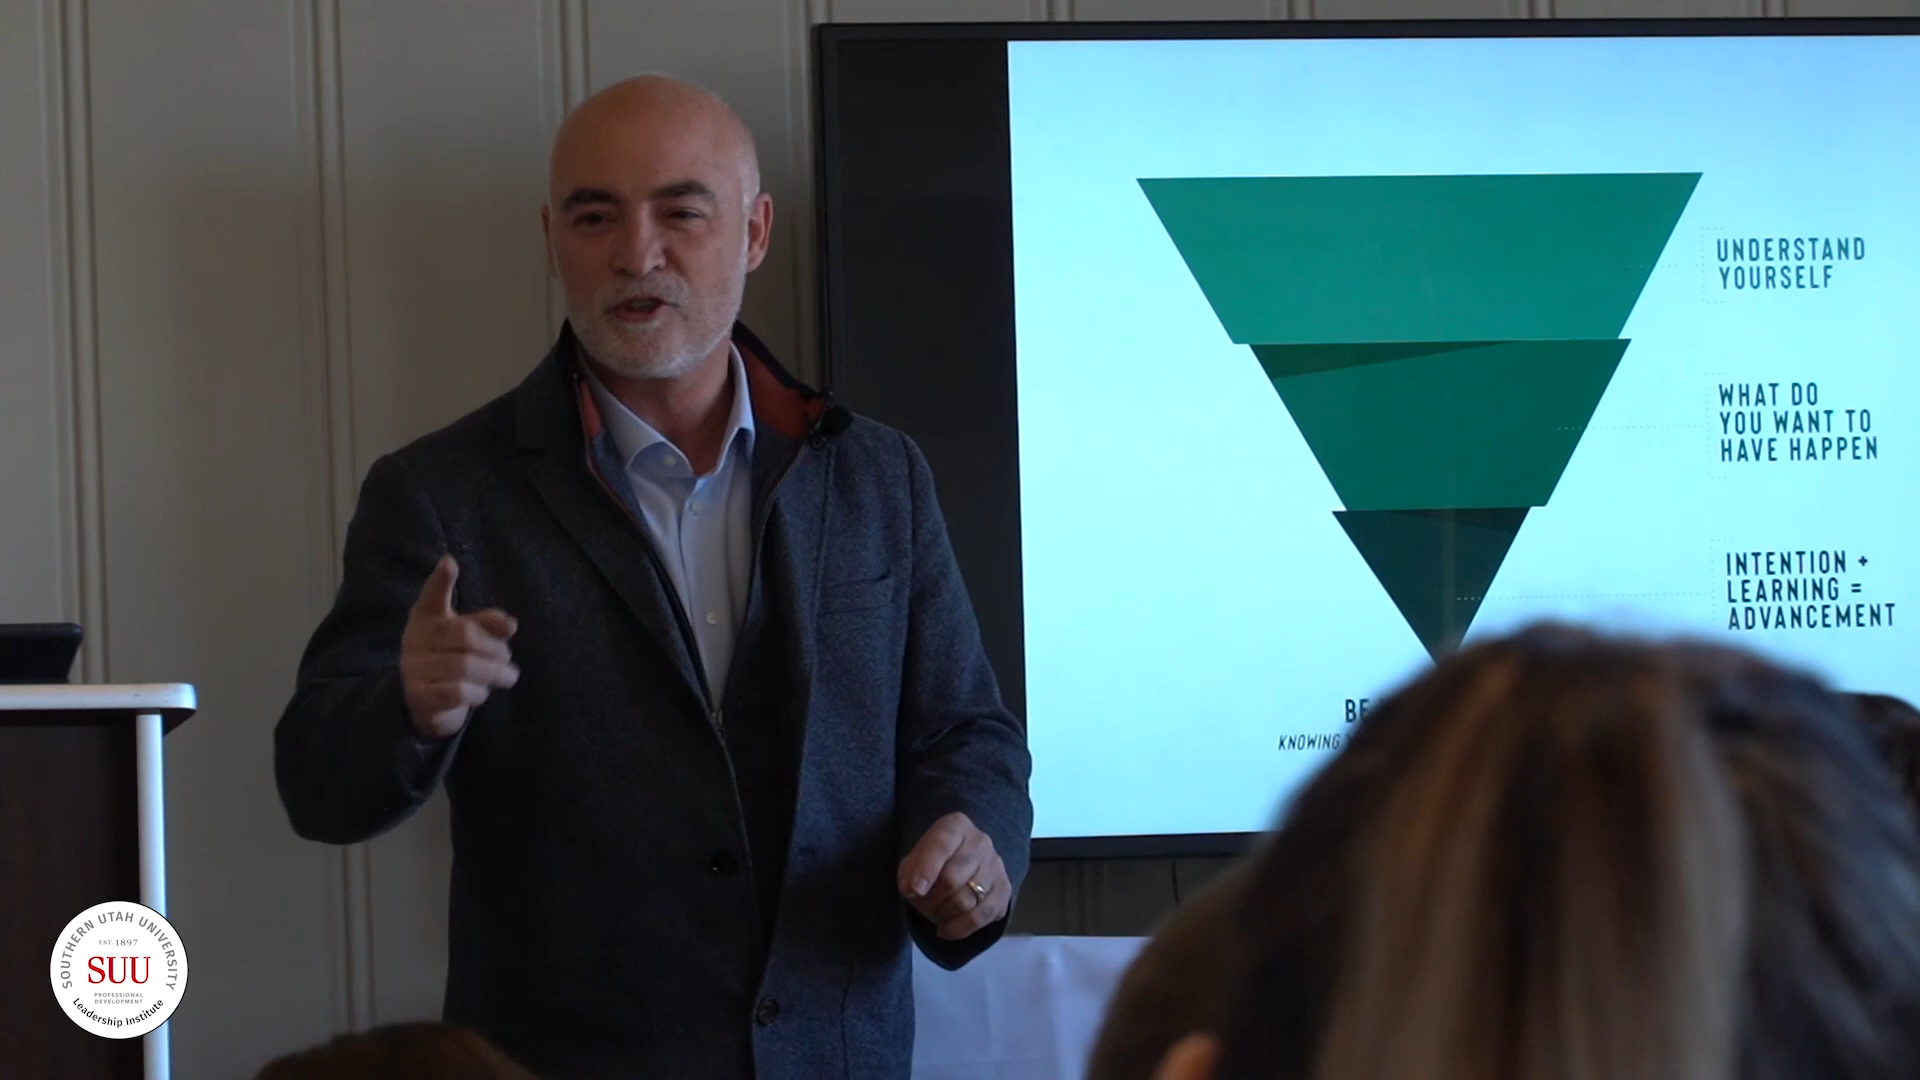 UNDERSTAND
YOURSELF
WHAT DO
YOU WANT TO
HAVE HAPPEN
INTENTION +
LEARNING =
ADVANCEMENT
KNOWING
SOUTHERN UTAH UNIVERSITY
EST. 1897
SUU
PROFESSIONAL
DEVELOPMENT
Leadership Institute